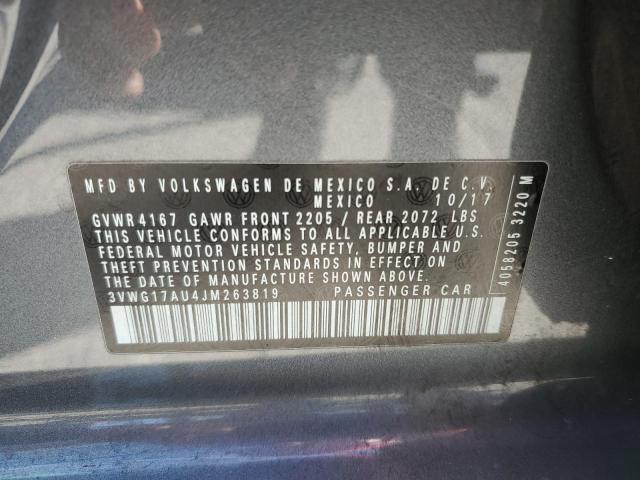 MFD BY VOLKSWAGEN DE MEXICO S.A. DE C.V.
MEXICO 10/17
GVWR 4167 GAWR FRONT 2205 / REAR 2072 LBS
THIS VEHICLE CONFORMS TO ALL APPLICABLE U.S.
FEDERAL MOTOR VEHICLE SAFETY, BUMPER AND
THEFT PREVENTION STANDARDS IN EFFECT ON
THE DATE OF MANUFACTURE SHOWN ABOVE.
3VWG17AU4JM263819 PASSENGER CAR
4058205 3220 M